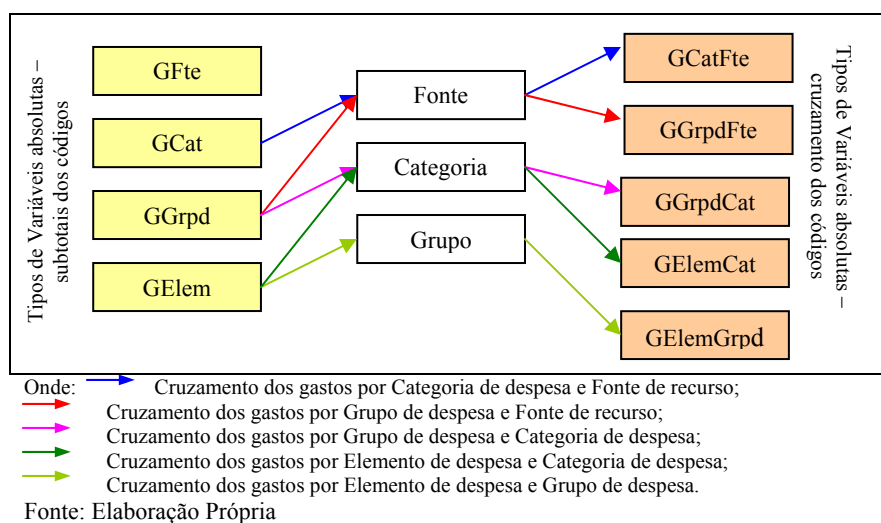 Tipos de Variáveis absolutas –
subtotais dos códigos
GFte
GCat
GGrpd
GElem
Fonte
Categoria
Grupo
GCatFte
GGrpdFte
GGrpdCat
GElemCat
GElemGrpd
Tipos de Variáveis absolutas –
cruzamento dos códigos
Onde: Cruzamento dos gastos por Categoria de despesa e Fonte de recurso;
Cruzamento dos gastos por Grupo de despesa e Fonte de recurso;
Cruzamento dos gastos por Grupo de despesa e Categoria de despesa;
Cruzamento dos gastos por Elemento de despesa e Categoria de despesa;
Cruzamento dos gastos por Elemento de despesa e Grupo de despesa.
Fonte: Elaboração Própria